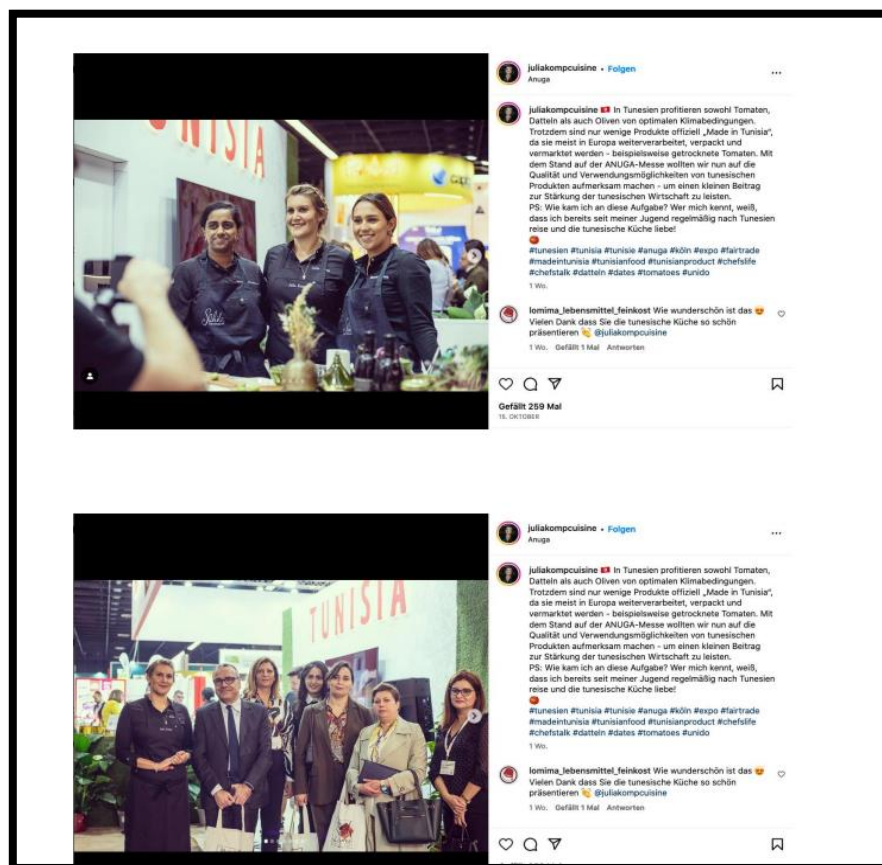 TUNISIA
juliakompcuisine • Folgen
Anuga
juliakompcuisine 🇹🇳 In Tunesien profitieren sowohl Tomaten,
Datteln als auch Oliven von optimalen Klimabedingungen.
Trotzdem sind nur wenige Produkte offiziell „Made in Tunisia“,
da sie meist in Europa weiterverarbeitet, verpackt und
vermarktet werden - beispielsweise getrocknete Tomaten. Mit
dem Stand auf der ANUGA-Messe wollten wir nun auf die
Qualität und Verwendungsmöglichkeiten von tunesischen
Produkten aufmerksam machen - um einen kleinen Beitrag
zur Stärkung der tunesischen Wirtschaft zu leisten.
PS: Wie kam ich an diese Aufgabe? Wer mich kennt, weiß,
dass ich bereits seit meiner Jugend regelmäßig nach Tunesien
reise und die tunesische Küche liebe!
🍅
#tunesien #tunisia #tunisie #anuga #köln #expo #fairtrade
#madeintunisia #tunisianfood #tunisianproduct #chefslife
#chefstalk #datteln #dates #tomatoes #unido
1 Wo.
lomima_lebensmittel_feinkost Wie wunderschön ist das 😍
Vielen Dank dass Sie die tunesische Küche so schön
präsentieren 👏 @juliakompcuisine
1 Wo. Gefällt 1 Mal Antworten
Gefällt 259 Mal
15. OKTOBER
TUNISIA
juliakompcuisine • Folgen
Anuga
juliakompcuisine 🇹🇳 In Tunesien profitieren sowohl Tomaten,
Datteln als auch Oliven von optimalen Klimabedingungen.
Trotzdem sind nur wenige Produkte offiziell „Made in Tunisia“,
da sie meist in Europa weiterverarbeitet, verpackt und
vermarktet werden - beispielsweise getrocknete Tomaten. Mit
dem Stand auf der ANUGA-Messe wollten wir nun auf die
Qualität und Verwendungsmöglichkeiten von tunesischen
Produkten aufmerksam machen - um einen kleinen Beitrag
zur Stärkung der tunesischen Wirtschaft zu leisten.
PS: Wie kam ich an diese Aufgabe? Wer mich kennt, weiß,
dass ich bereits seit meiner Jugend regelmäßig nach Tunesien
reise und die tunesische Küche liebe!
🍅
#tunesien #tunisia #tunisie #anuga #köln #expo #fairtrade
#madeintunisia #tunisianfood #tunisianproduct #chefslife
#chefstalk #datteln #dates #tomatoes #unido
1 Wo.
lomima_lebensmittel_feinkost Wie wunderschön ist das 😍
Vielen Dank dass Sie die tunesische Küche so schön
präsentieren 👏 @juliakompcuisine
1 Wo. Gefällt 1 Mal Antworten